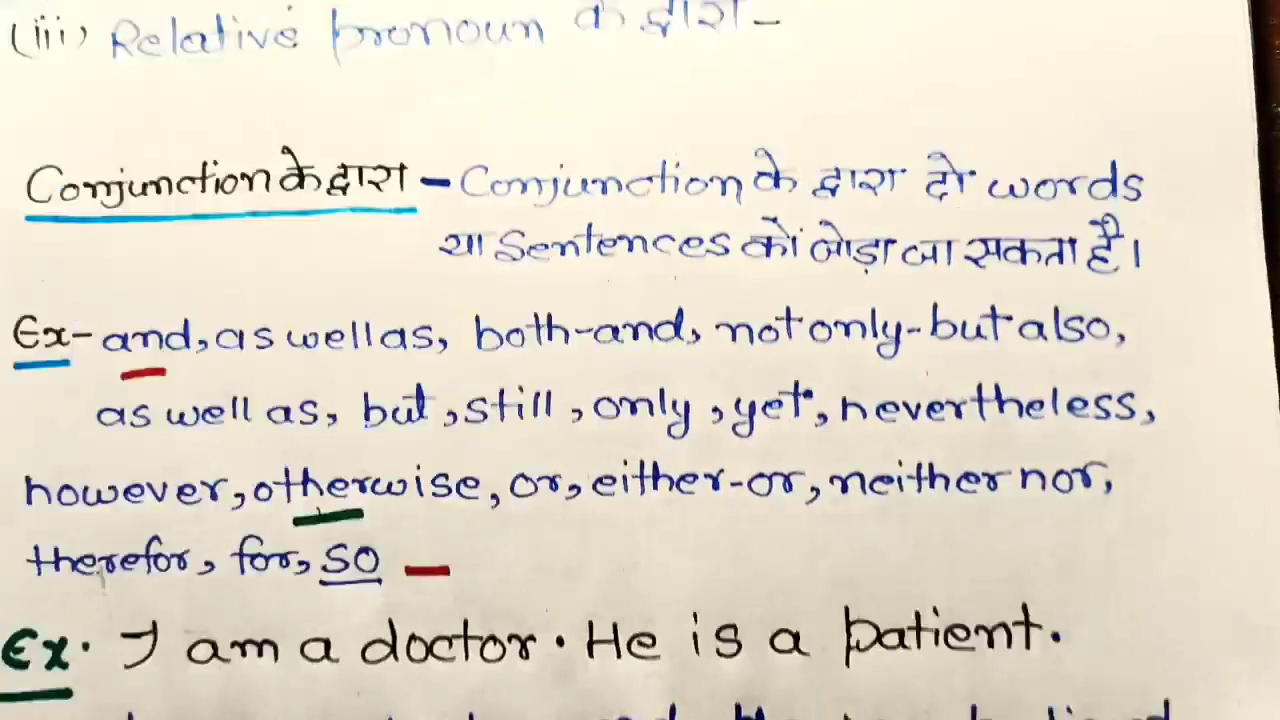 (iii) Relative pronoun के द्वारा -
Conjunction के द्वारा - Conjunction के द्वारा दो words
या Sentences को जोड़ा जा सकता है।
Ex- and, as well as, both-and, not only-but also,
as well as, but, still, only, yet, nevertheless,
however, otherwise, or, either-or, neither nor,
therefor, for, so
Ex. I am a doctor. He is a patient.